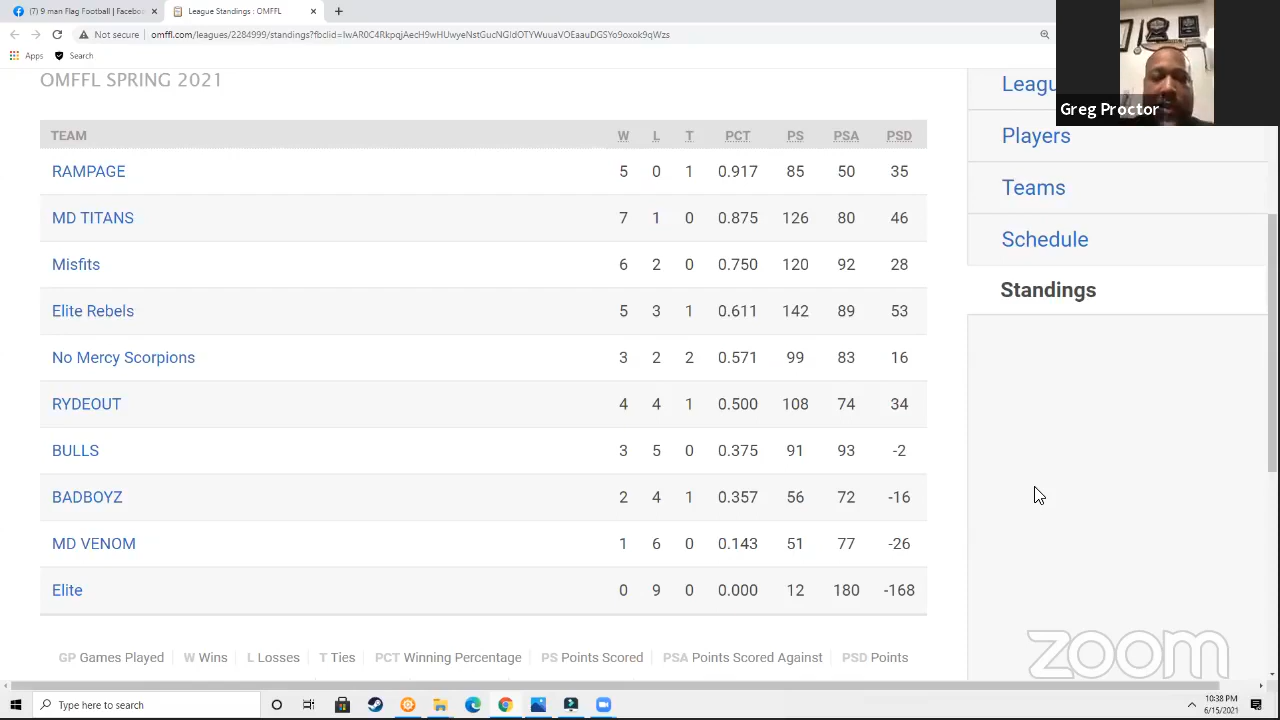 (7) 9 man Flag Football | Facebo
League Standings : OMFFL
Not secure
Apps
Search
Greg Proctor
OMFFL SPRING 2021
TEAM W L T PCT PS PSA PSD
RAMPAGE 5 0 1 0.917 85 50 35
MD TITANS 7 1 0 0.875 126 80 46
Misfits 6 2 0 0.750 120 92 28
Elite Rebels 5 3 1 0.611 142 89 53
No Mercy Scorpions 3 2 2 0.571 99 83 16
RYDEOUT 4 4 1 0.500 108 74 34
BULLS 3 5 0 0.375 91 93 -2
BADBOYZ 2 4 1 0.357 56 72 -16
MD VENOM 1 6 0 0.143 51 77 -26
Elite 0 9 0 0.000 12 180 -168
GP Games Played W Wins L Losses T Ties PCT Winning Percentage PS Points Scored PSA Points Scored Against PSD Points
Leagu
Players
Teams
Schedule
Standings
zoom
Type here to search
10:38 PM
6/15/2021